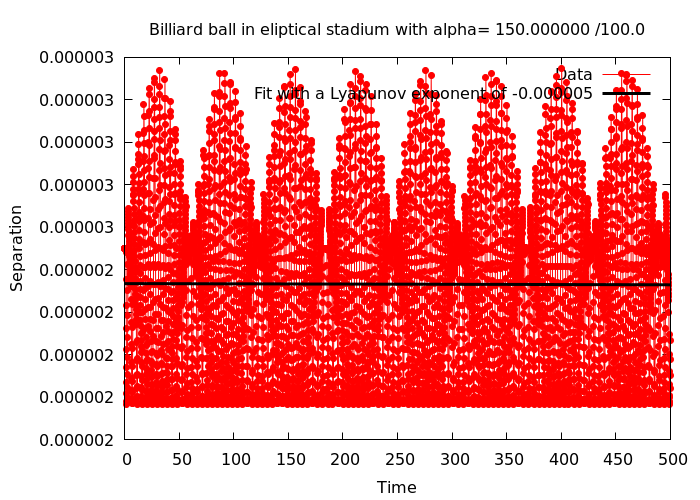 Billiard ball in eliptical stadium with alpha= 150.000000 /100.0
0.000003
0.000003
0.000003
0.000003
0.000003
0.000002
0.000002
0.000002
0.000002
0.000002
Separation
Data
Fit with a Lyapunov exponent of -0.000005
0 50 100 150 200 250 300 350 400 450 500
Time